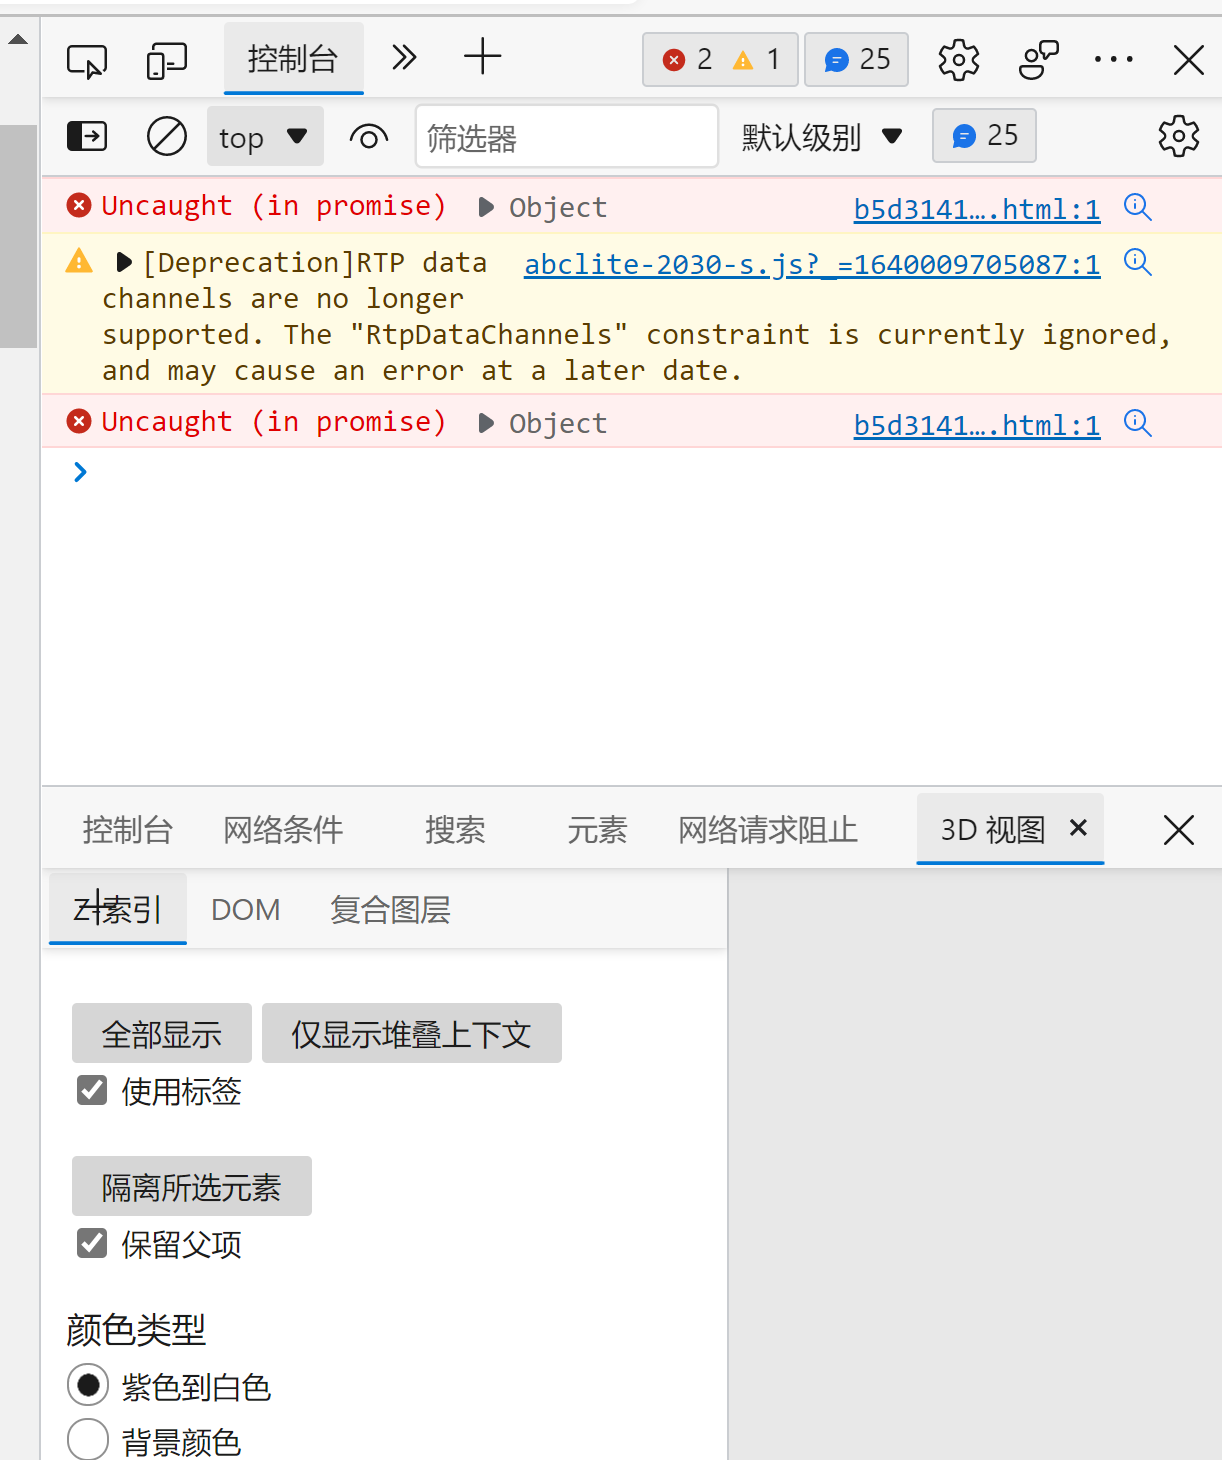 控制台
2 1 25
top 筛选器 默认级别 25
Uncaught (in promise) Object b5d3141….html:1
[Deprecation]RTP data abclite-2030-s.js?_=1640009705087:1
channels are no longer
supported. The "RtpDataChannels" constraint is currently ignored,
and may cause an error at a later date.
Uncaught (in promise) Object b5d3141….html:1
控制台 网络条件 搜索 元素 网络请求阻止 3D 视图
Z-索引 DOM 复合图层
全部显示 仅显示堆叠上下文
使用标签
隔离所选元素
保留父项
颜色类型
紫色到白色
背景颜色